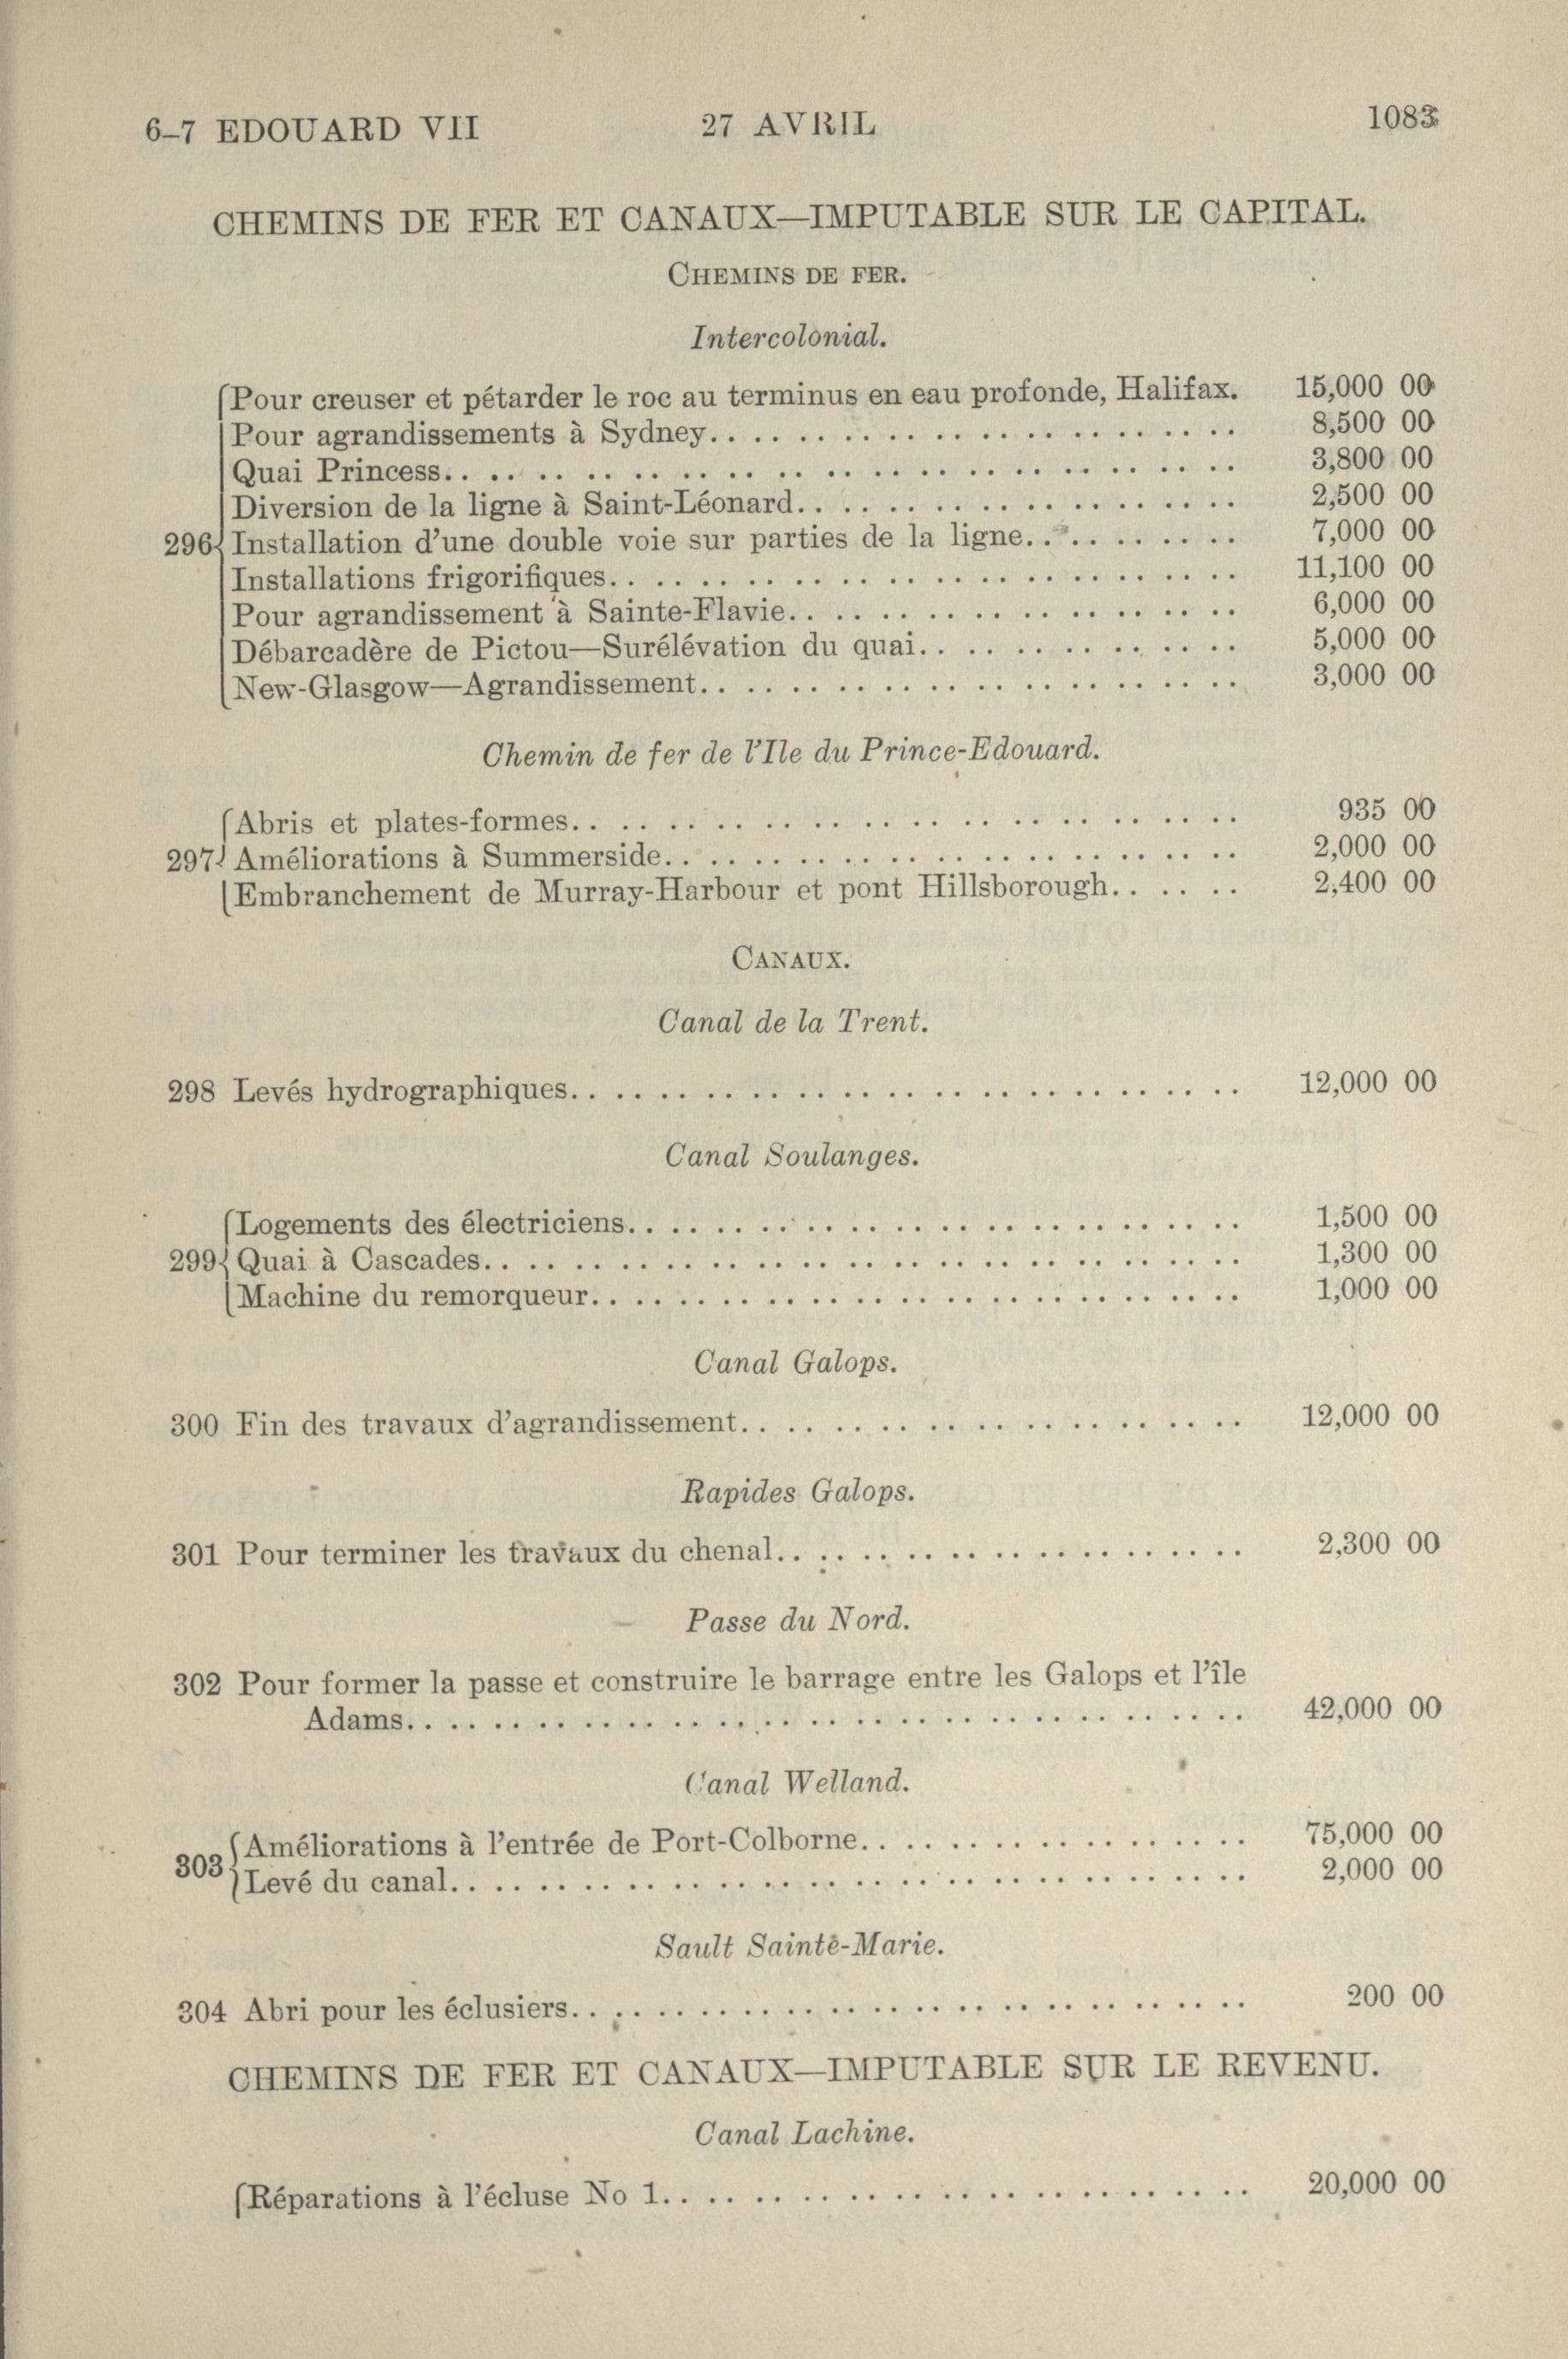 6–7 EDOUARD VII 27 AVRIL 1083
CHEMINS DE FER ET CANAUX—IMPUTABLE SUR LE CAPITAL.
CHEMINS DE FER.
Intercolonial.
Pour creuser et pétarder le roc au terminus en eau profonde, Halifax. 15,000 00
Pour agrandissements à Sydney. . 8,500 00
Quai Princess. . 3,800 00
Diversion de la ligne à Saint-Léonard. . 2,500 00
296 Installation d'une double voie sur parties de la ligne. . 7,000 00
Installations frigorifiques. . 11,100 00
Pour agrandissement à Sainte-Flavie. . 6,000 00
Débarcadère de Pictou—Surélévation du quai. . 5,000 00
New-Glasgow—Agrandissement. . 3,000 00
Chemin de fer de l'Ile du Prince-Edouard.
Abris et plates-formes. . 935 00
297 Améliorations à Summerside. . 2,000 00
Embranchement de Murray-Harbour et pont Hillsborough. . 2,400 00
CANAUX.
Canal de la Trent.
298 Levés hydrographiques. . 12,000 00
Canal Soulanges.
Logements des électriciens. . 1,500 00
299 Quai à Cascades. . 1,300 00
Machine du remorqueur. . 1,000 00
Canal Galops.
300 Fin des travaux d'agrandissement. . 12,000 00
Rapides Galops.
301 Pour terminer les travaux du chenal. . 2,300 00
Passe du Nord.
302 Pour former la passe et construire le barrage entre les Galops et l'île
Adams. . 42,000 00
Canal Welland.
303 Améliorations à l'entrée de Port-Colborne. . 75,000 00
Levé du canal. . 2,000 00
Sault Sainte-Marie.
304 Abri pour les éclusiers. . 200 00
CHEMINS DE FER ET CANAUX—IMPUTABLE SUR LE REVENU.
Canal Lachine.
Réparations à l'écluse No 1. . 20,000 00